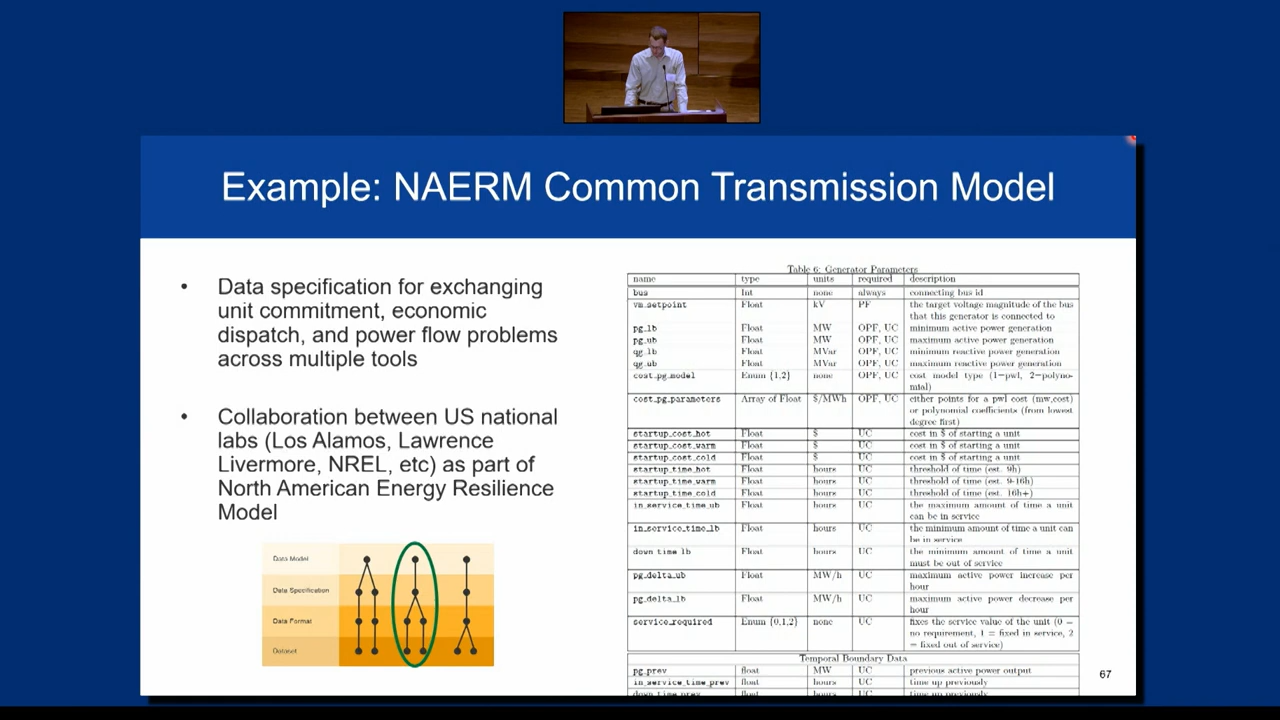 Example: NAERM Common Transmission Model
• Data specification for exchanging
unit commitment, economic
dispatch, and power flow problems
across multiple tools
• Collaboration between US national
labs (Los Alamos, Lawrence
Livermore, NREL, etc) as part of
North American Energy Resilience
Model
Data Model
Data Specification
Data Format
Dataset
Table 6: Generator Parameters
name type units required description
bus Int none always connecting bus id
vm_setpoint Float kV PF the target voltage magnitude of the bus
that this generator is connected to
pg_lb Float MW OPF, UC minimum active power generation
pg_ub Float MW OPF, UC maximum active power generation
qg_lb Float MVar OPF, UC minimum reactive power generation
qg_ub Float MVar OPF, UC maximum reactive power generation
cost_pg_model Enum {1,2} none OPF, UC cost model type (1=pwl, 2=polyno-
mial)
cost_pg_parameters Array of Float $/MWh OPF, UC either points for a pwl cost (mw,cost)
or polynomial coefficients (from lowest
degree first)
startup_cost_hot Float $ UC cost in $ of starting a unit
startup_cost_warm Float $ UC cost in $ of starting a unit
startup_cost_cold Float $ UC cost in $ of starting a unit
startup_time_hot Float hours UC threshold of time (est. 9h)
startup_time_warm Float hours UC threshold of time (est. 9-16h)
startup_time_cold Float hours UC threshold of time (est. 16h+)
in_service_time_ub Float hours UC the maximum amount of time a unit
can be in service
in_service_time_lb Float hours UC the minimum amount of time a unit can
be in service
down_time_lb Float hours UC the minimum amount of time a unit
must be out of service
pg_delta_ub Float MW/h UC maximum active power increase per
hour
pg_delta_lb Float MW/h UC maximum active power decrease per
hour
service_required Enum {0,1,2} none UC fixes the service value of the unit (0 =
no requirement, 1 = fixed in service, 2
= fixed out of service)
Temporal Boundary Data
pg_prev float MW UC previous active power output
in_service_time_prev float hours UC time up previously
down_time_prev float hours UC time up previously
67